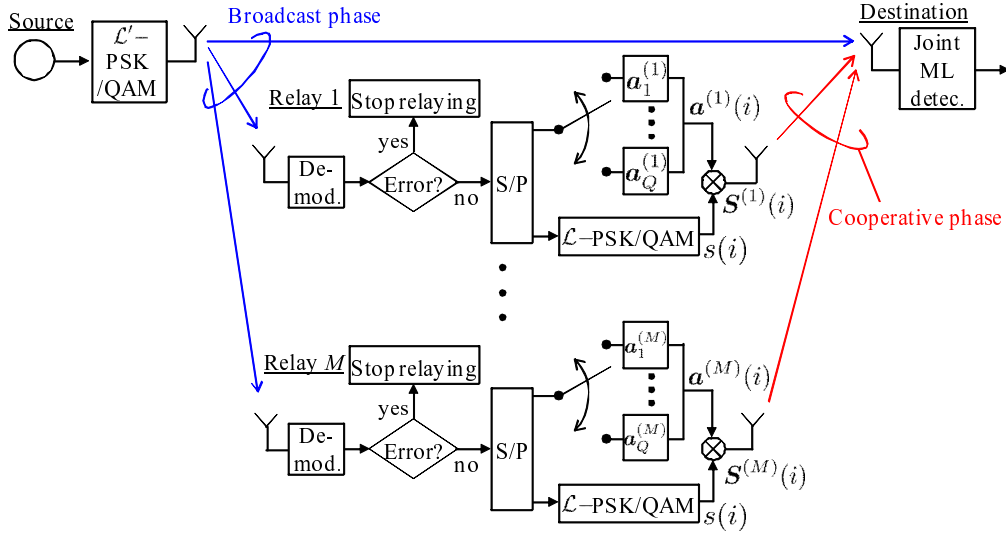 Source
ℒ′−
PSK
/QAM
Broadcast phase
Destination
Joint
ML
detec.
Relay 1
Stop relaying
yes
De-
mod.
Error?
no
S/P
a_1^{(1)}
a_Q^{(1)}
a^{(1)}(i)
S^{(1)}(i)
ℒ−PSK/QAM
s(i)
Cooperative phase
Relay M
Stop relaying
yes
De-
mod.
Error?
no
S/P
a_1^{(M)}
a_Q^{(M)}
a^{(M)}(i)
S^{(M)}(i)
ℒ−PSK/QAM
s(i)